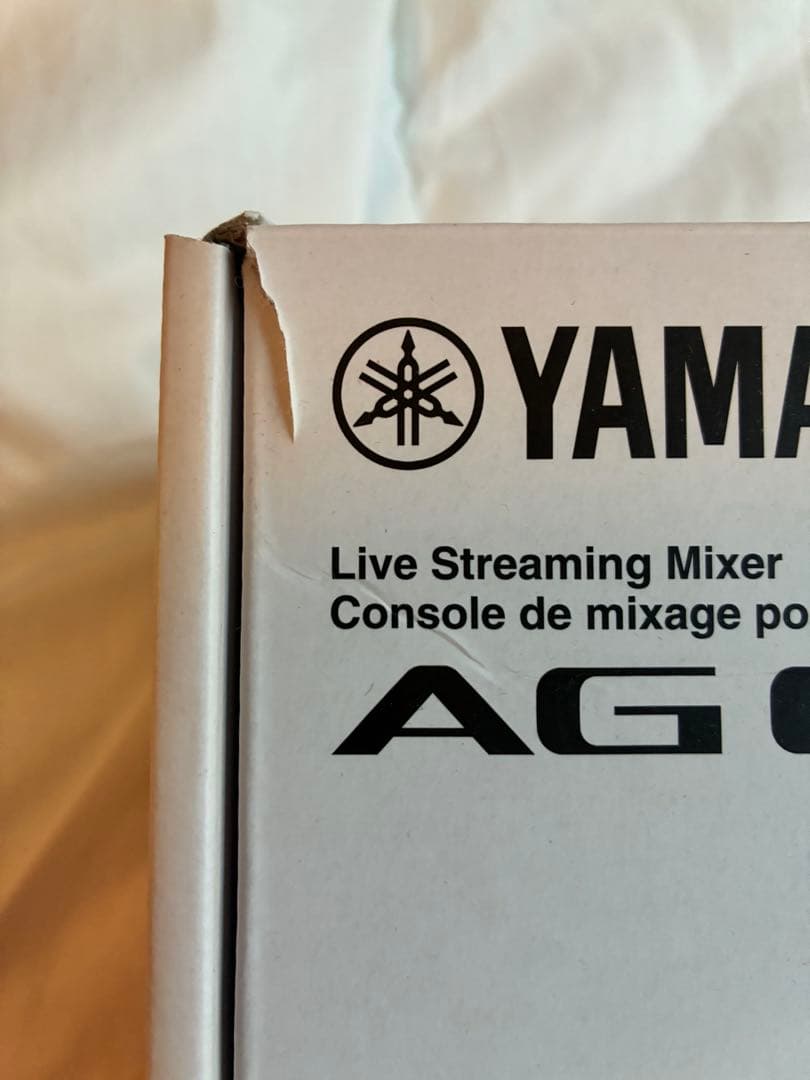 YAMA
Live Streaming Mixer
Console de mixage po
AG